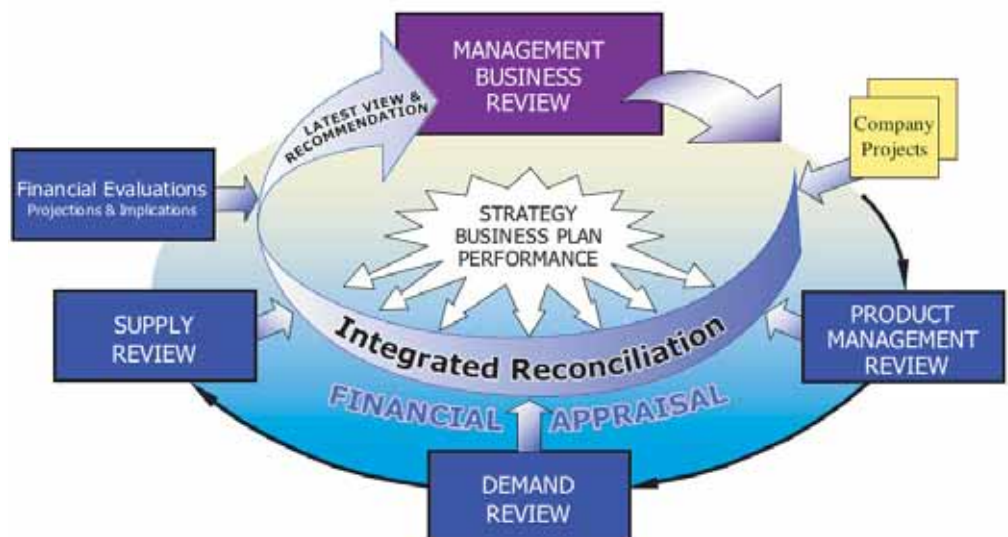 MANAGEMENT
BUSINESS
REVIEW
LATEST VIEW &
RECOMMENDATION
Company
Projects
Financial Evaluations
Projections & Implications
STRATEGY
BUSINESS PLAN
PERFORMANCE
SUPPLY
REVIEW
PRODUCT
MANAGEMENT
REVIEW
Integrated Reconciliation
FINANCIAL APPRAISAL
DEMAND
REVIEW